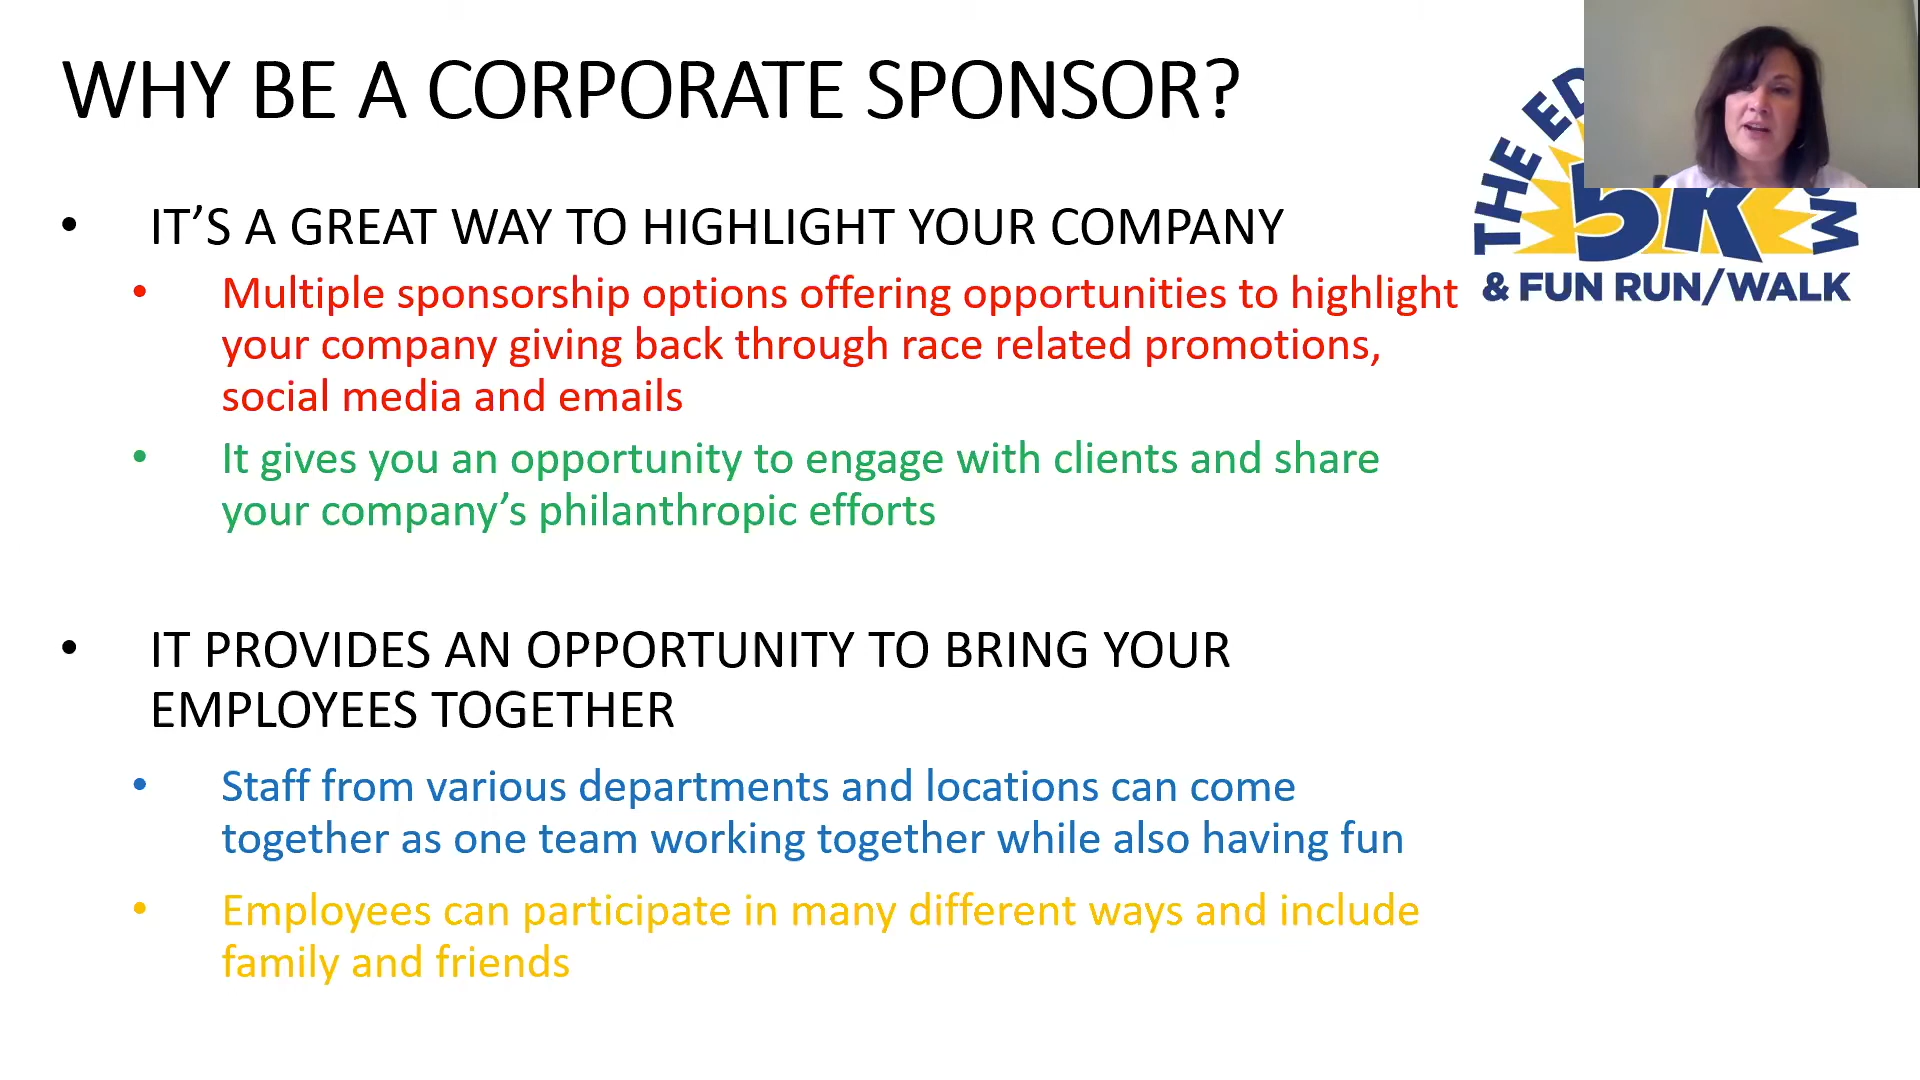 WHY BE A CORPORATE SPONSOR?
• IT’S A GREAT WAY TO HIGHLIGHT YOUR COMPANY
• Multiple sponsorship options offering opportunities to highlight
your company giving back through race related promotions,
social media and emails
• It gives you an opportunity to engage with clients and share
your company’s philanthropic efforts
• IT PROVIDES AN OPPORTUNITY TO BRING YOUR
EMPLOYEES TOGETHER
• Staff from various departments and locations can come
together as one team working together while also having fun
• Employees can participate in many different ways and include
family and friends
THE
5K
& FUN RUN/WALK